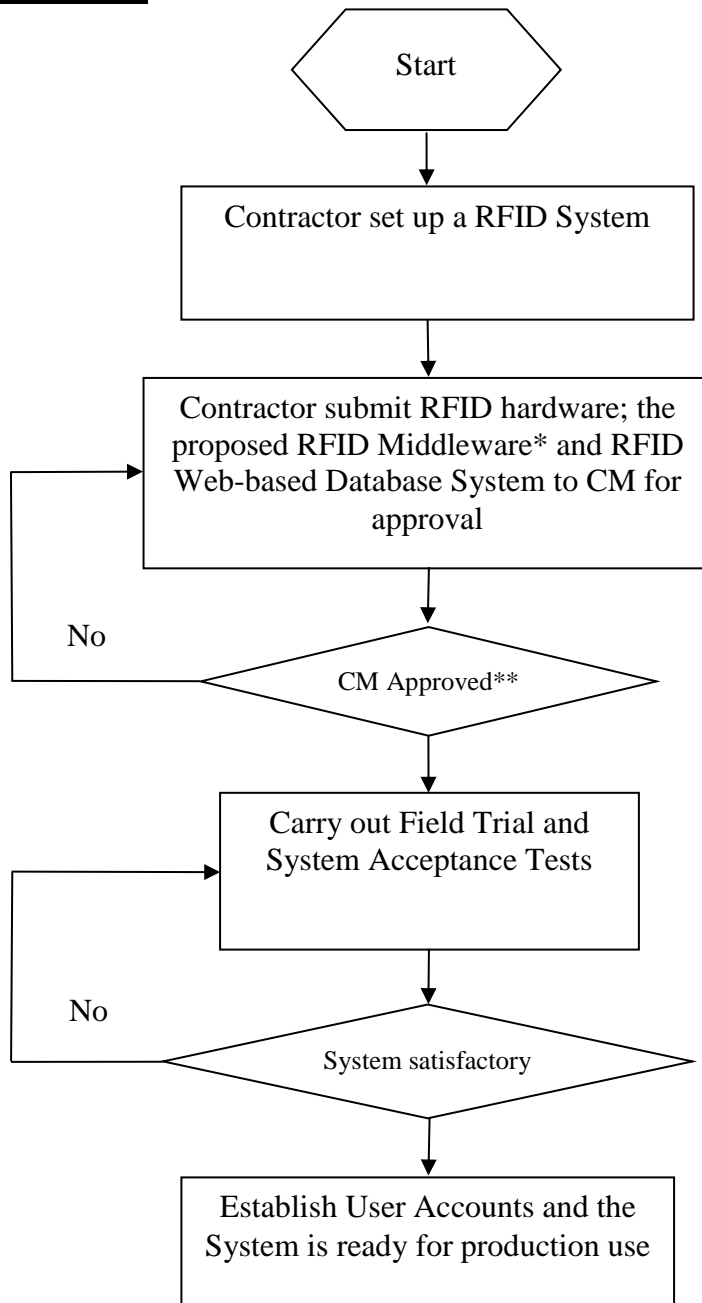 Start
Contractor set up a RFID System
Contractor submit RFID hardware; the
proposed RFID Middleware* and RFID
Web-based Database System to CM for
approval
No
CM Approved**
Carry out Field Trial and
System Acceptance Tests
No
System satisfactory
Establish User Accounts and the
System is ready for production use